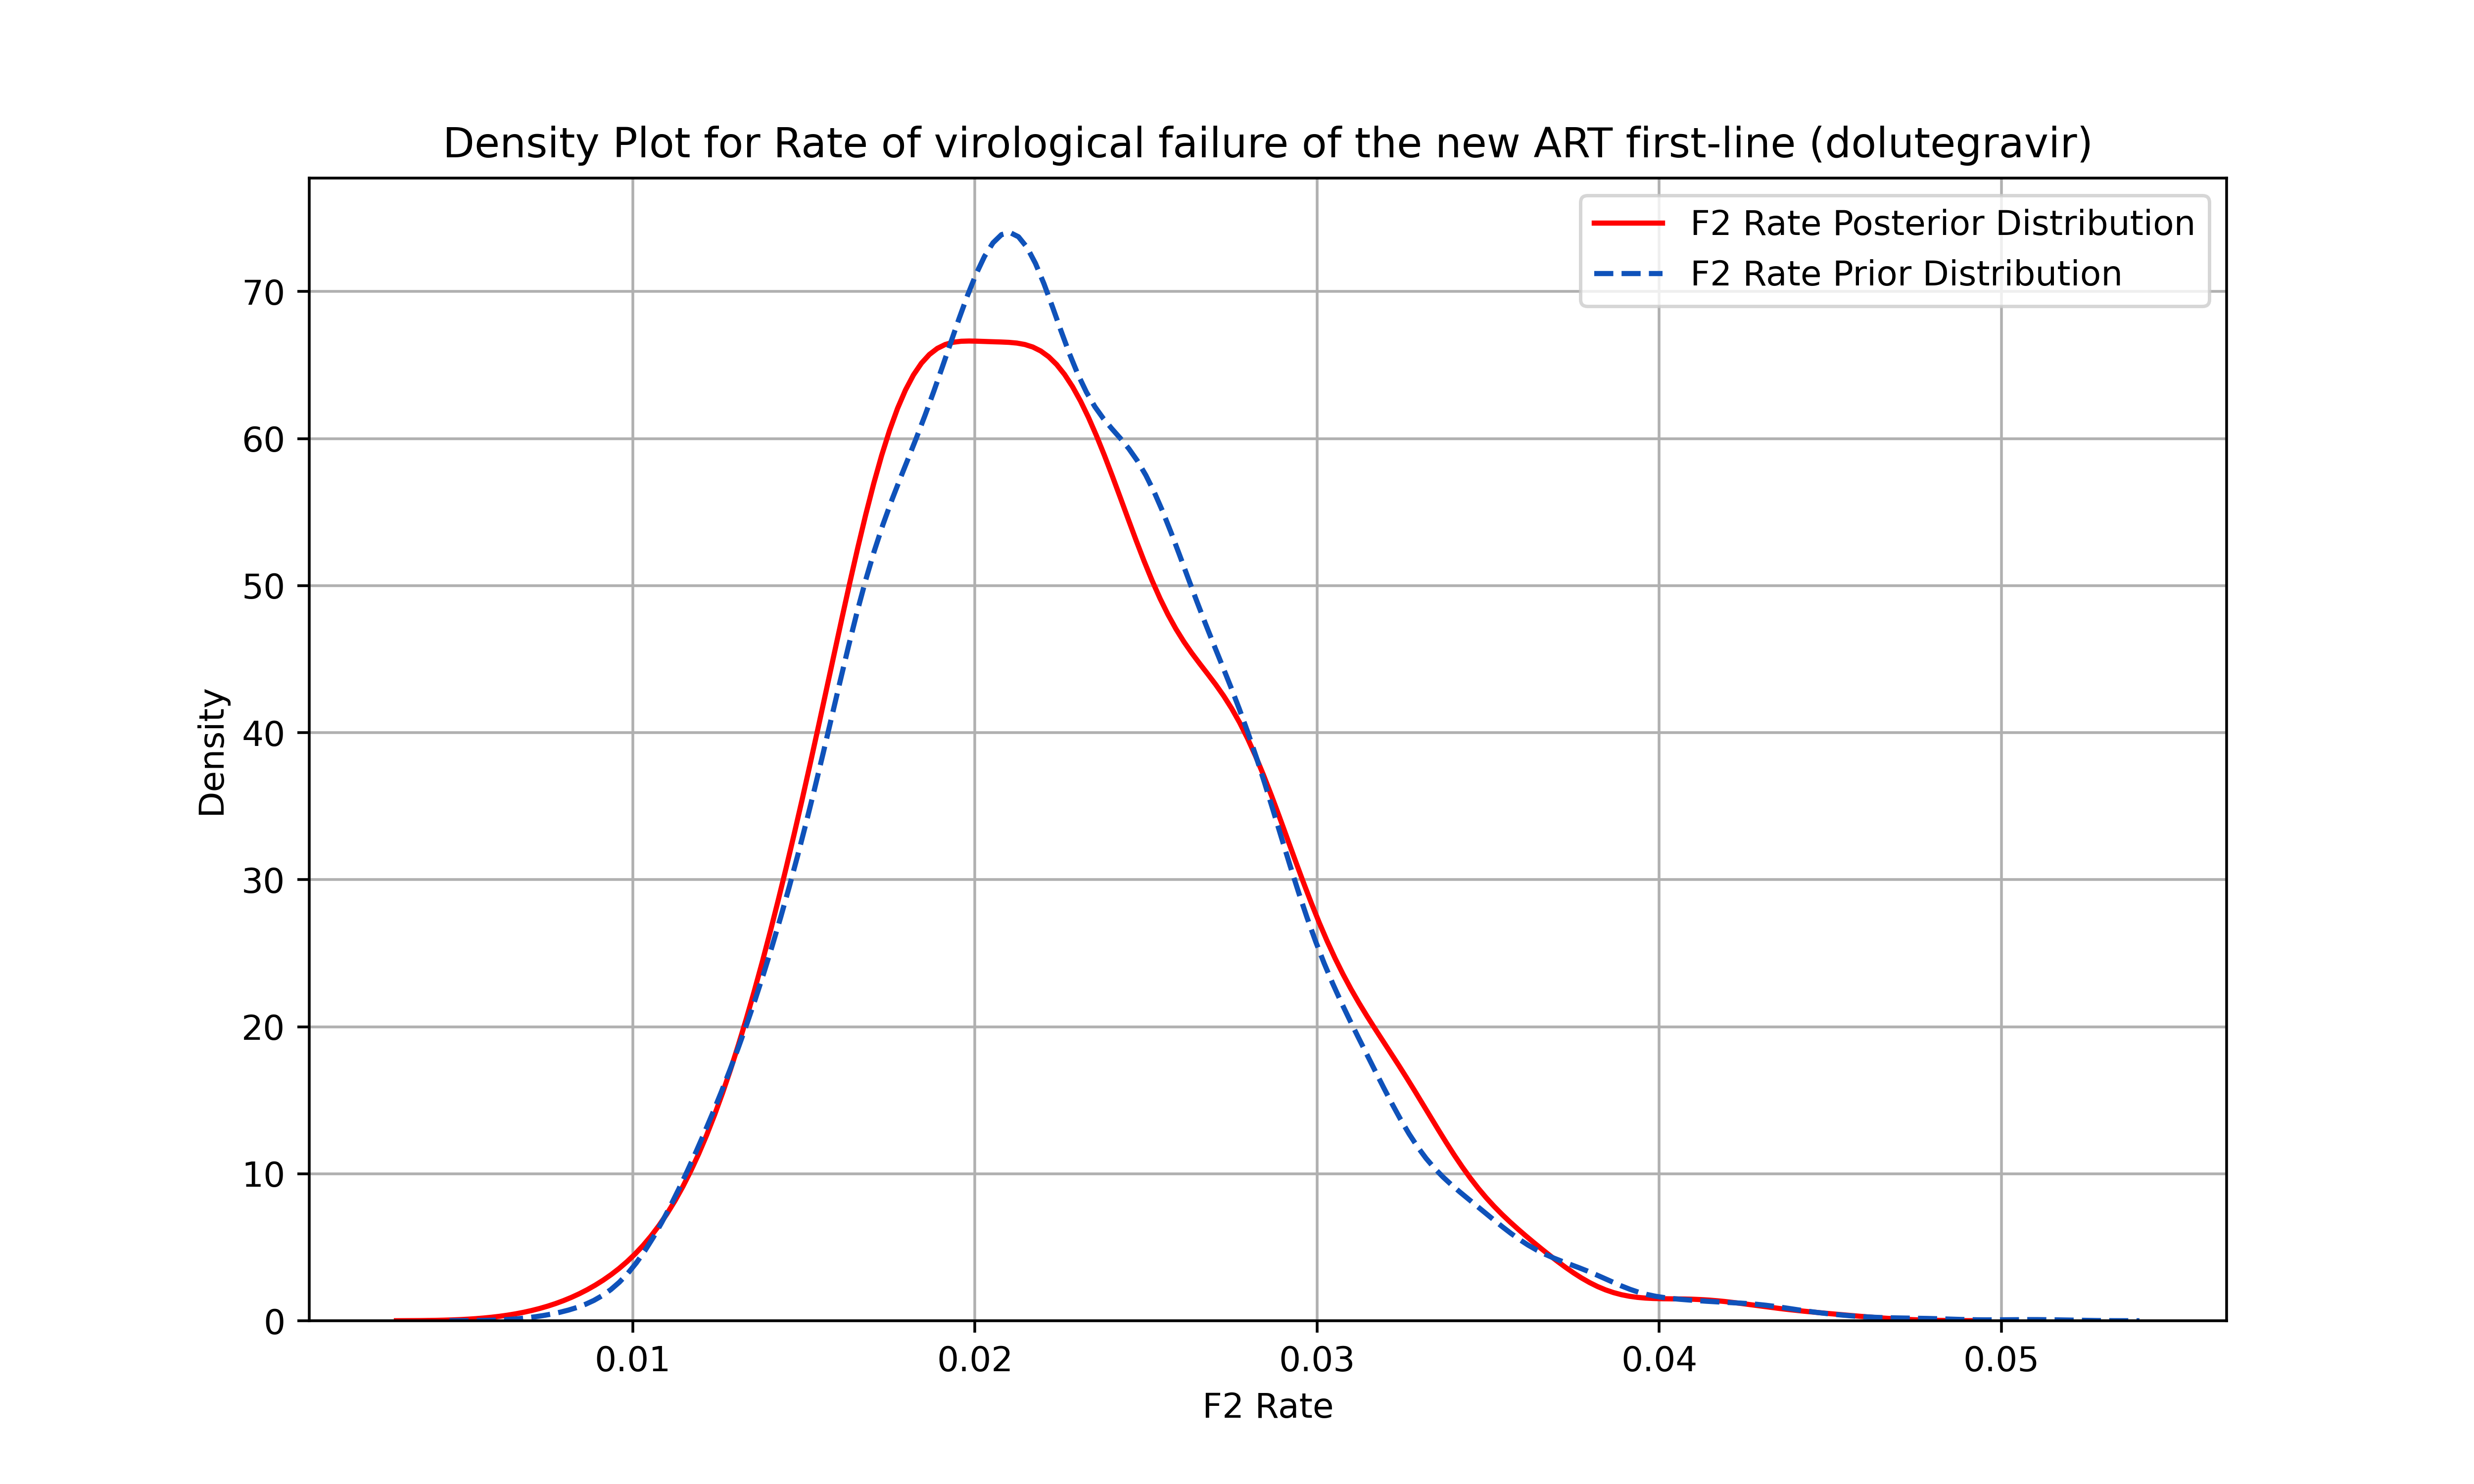 Density Plot for Rate of virological failure of the new ART first-line (dolutegravir)
F2 Rate Posterior Distribution
F2 Rate Prior Distribution
70
60
50
40
30
20
10
0
Density
0.01
0.02
0.03
0.04
0.05
F2 Rate